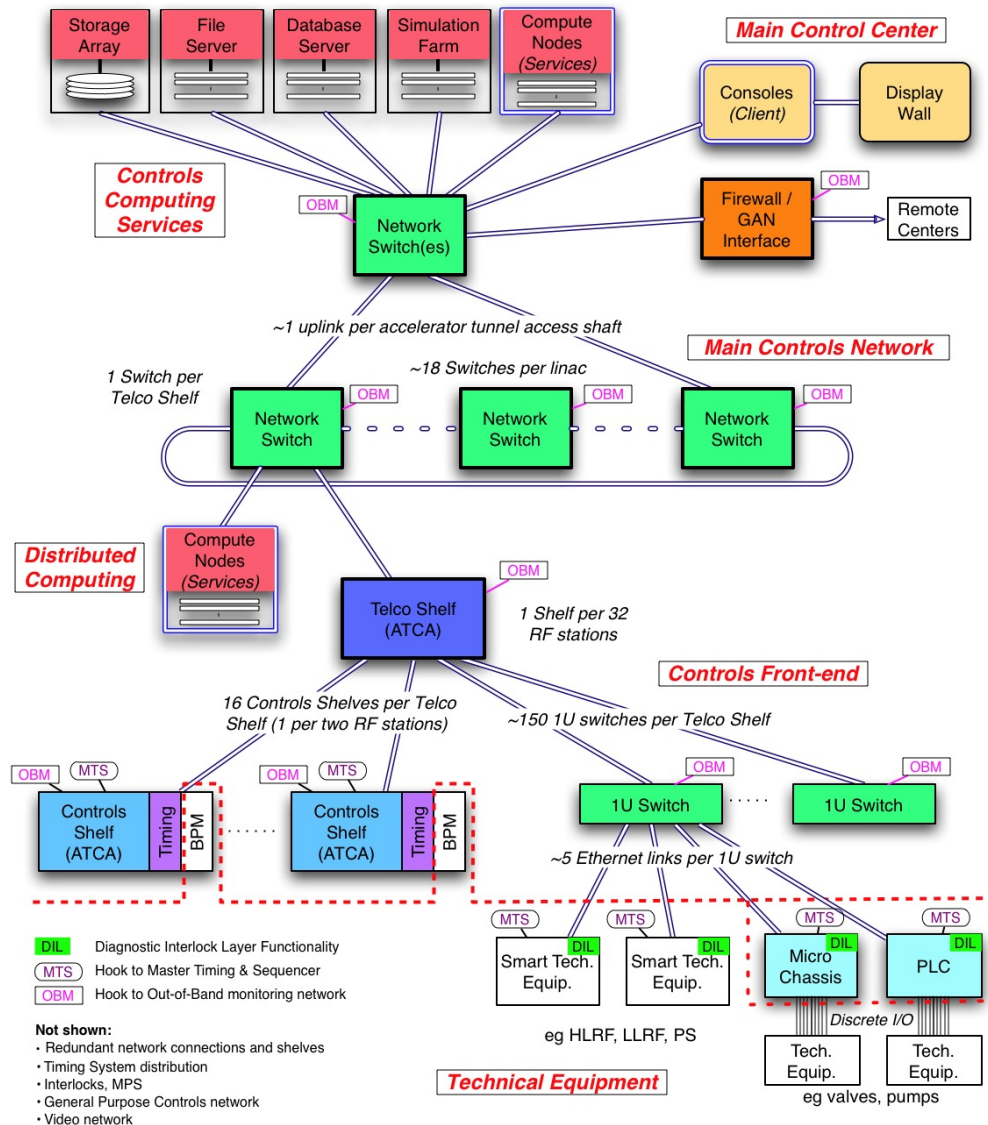 Storage
Array
File
Server
Database
Server
Simulation
Farm
Compute
Nodes
(Services)
Main Control Center
Consoles
(Client)
Display
Wall
Controls
Computing
Services
OBM
Network
Switch(es)
OBM
Firewall /
GAN
Interface
Remote
Centers
~1 uplink per accelerator tunnel access shaft
Main Controls Network
1 Switch per
Telco Shelf
~18 Switches per linac
OBM
OBM
OBM
Network
Switch
Network
Switch
Network
Switch
Distributed
Computing
Compute
Nodes
(Services)
OBM
Telco Shelf
(ATCA)
1 Shelf per 32
RF stations
Controls Front-end
16 Controls Shelves per Telco
Shelf (1 per two RF stations)
~150 1U switches per Telco Shelf
OBM
MTS
OBM
MTS
OBM
OBM
Controls
Shelf
(ATCA)
Timing
BPM
Controls
Shelf
(ATCA)
Timing
BPM
1U Switch
1U Switch
~5 Ethernet links per 1U switch
MTS
MTS
MTS
MTS
DIL
Smart Tech.
Equip.
DIL
Smart Tech.
Equip.
DIL
Micro
Chassis
DIL
PLC
DIL Diagnostic Interlock Layer Functionality
MTS Hook to Master Timing & Sequencer
OBM Hook to Out-of-Band monitoring network
Discrete I/O
eg HLRF, LLRF, PS
Tech.
Equip.
Tech.
Equip.
eg valves, pumps
Technical Equipment
Not shown:
• Redundant network connections and shelves
• Timing System distribution
• Interlocks, MPS
• General Purpose Controls network
• Video network